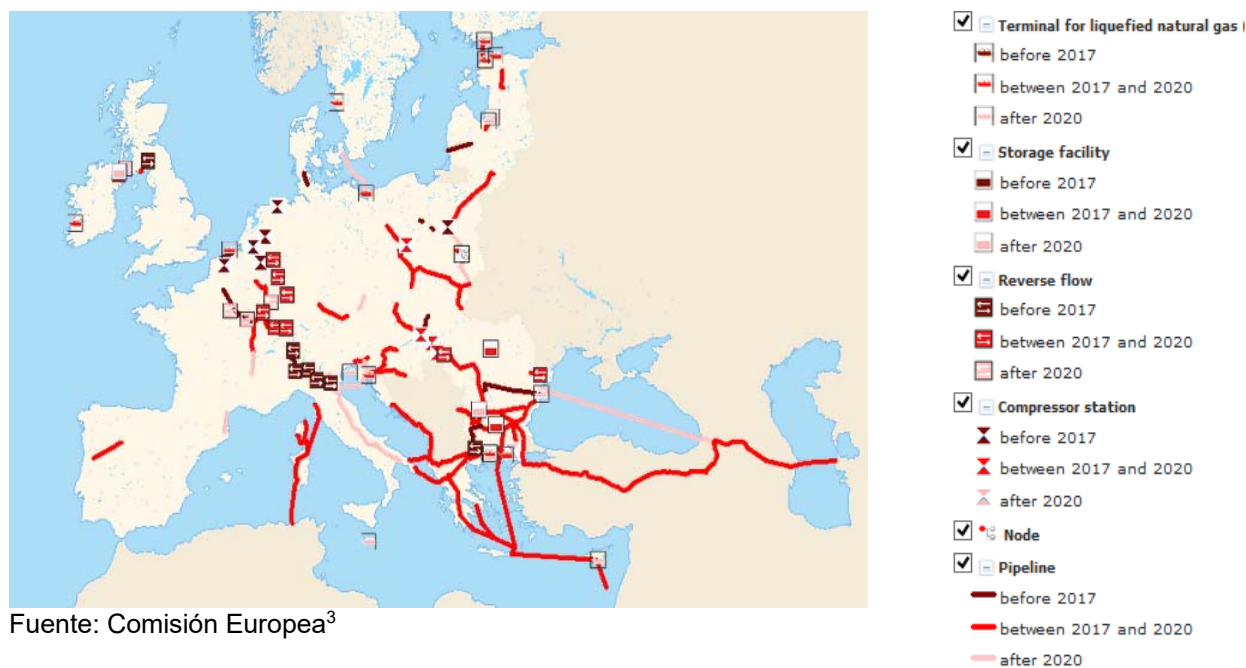 Terminal for liquefied natural gas (
before 2017
between 2017 and 2020
after 2020
Storage facility
before 2017
between 2017 and 2020
after 2020
Reverse flow
before 2017
between 2017 and 2020
after 2020
Compressor station
before 2017
between 2017 and 2020
after 2020
Node
Pipeline
before 2017
between 2017 and 2020
after 2020
Fuente: Comisión Europea3